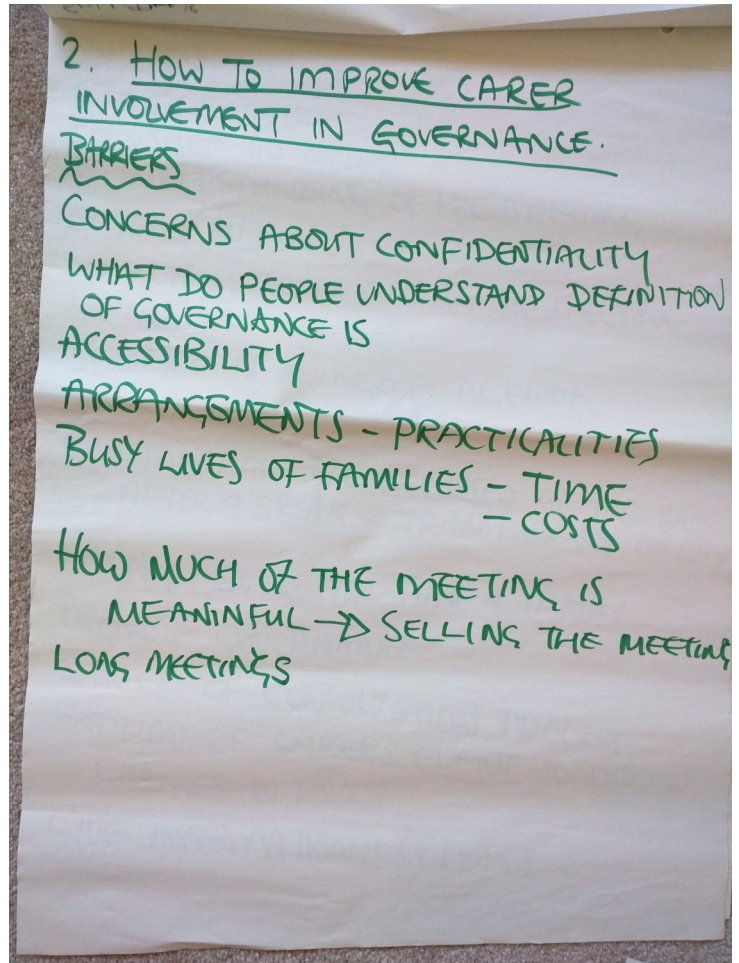 2. HOW TO IMPROVE CARER
INVOLVEMENT IN GOVERNANCE.
BARRIERS
CONCERNS ABOUT CONFIDENTIALITY
WHAT DO PEOPLE UNDERSTAND DEFINITION
OF GOVERNANCE IS
ACCESSIBILITY
ARRANGEMENTS - PRACTICALITIES
BUSY LIVES OF FAMILIES - TIME
- COSTS
HOW MUCH OF THE MEETING IS
MEANINFUL → SELLING THE MEETING
LONG MEETINGS